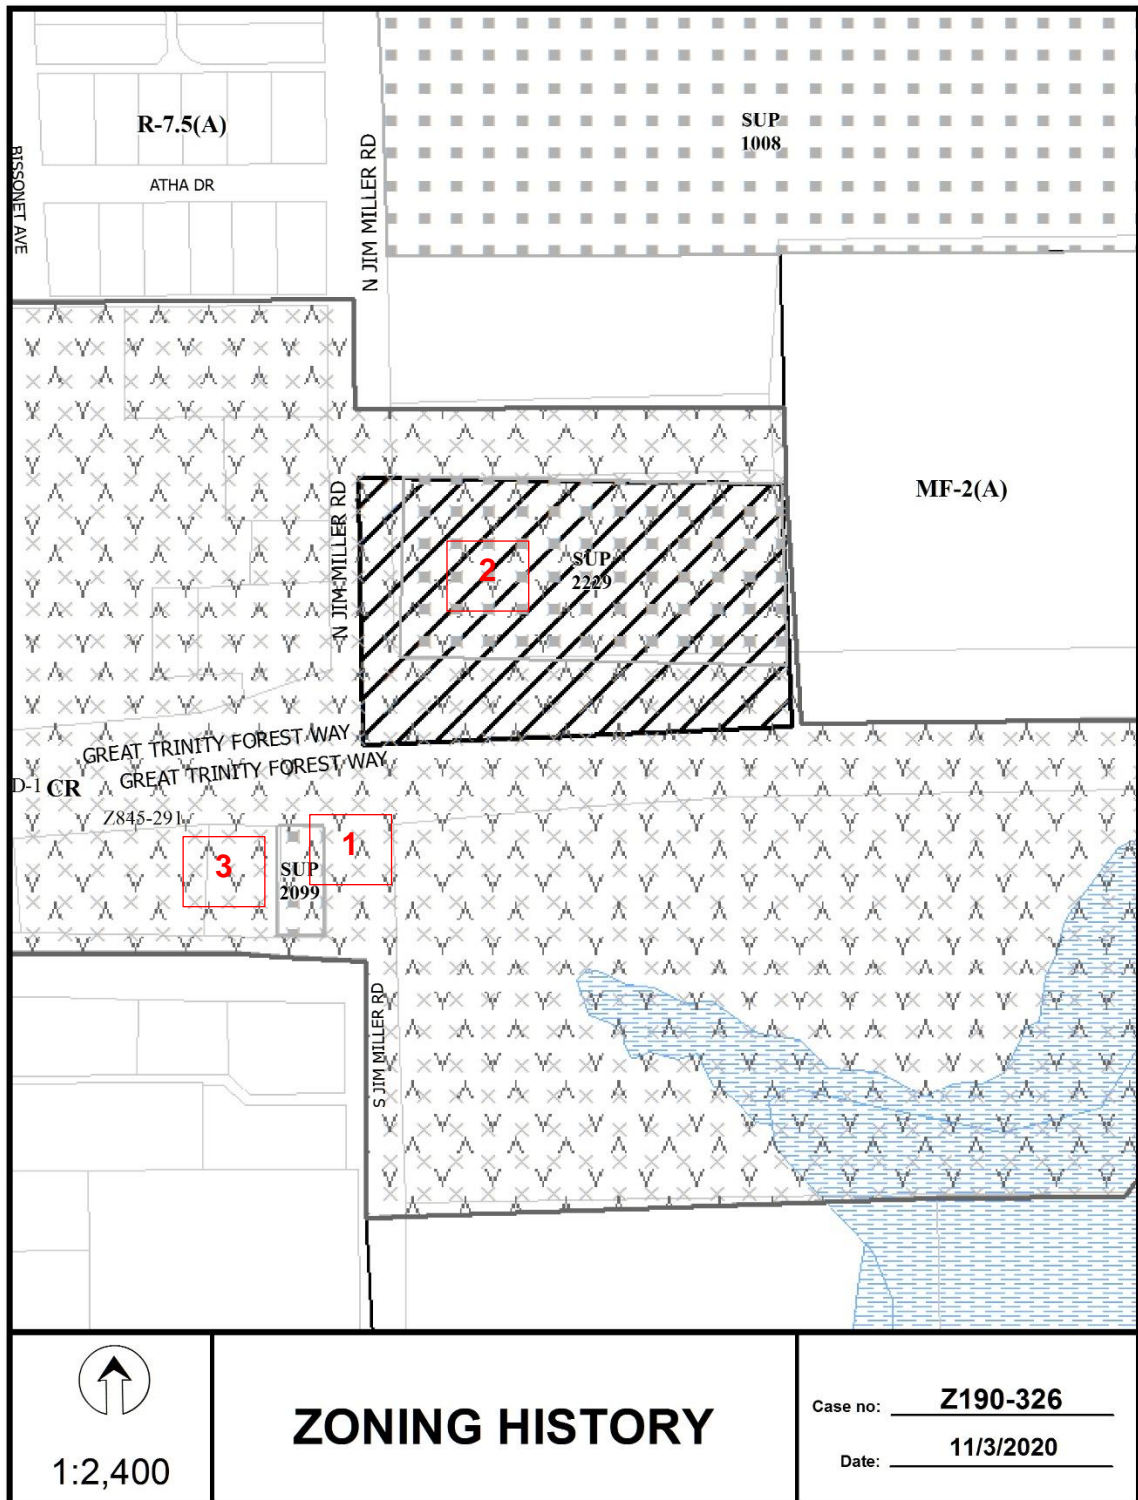 R-7.5(A)
SUP
1008
BISSONET AVE
ATHA DR
N JIM MILLER RD
MF-2(A)
N JIM MILLER RD
2
SUP
2229
GREAT TRINITY FOREST WAY
GREAT TRINITY FOREST WAY
D-1 CR
Z845-291
1
3
SUP
2099
S JIM MILLER RD
1:2,400
ZONING HISTORY
Case no: Z190-326
Date: 11/3/2020